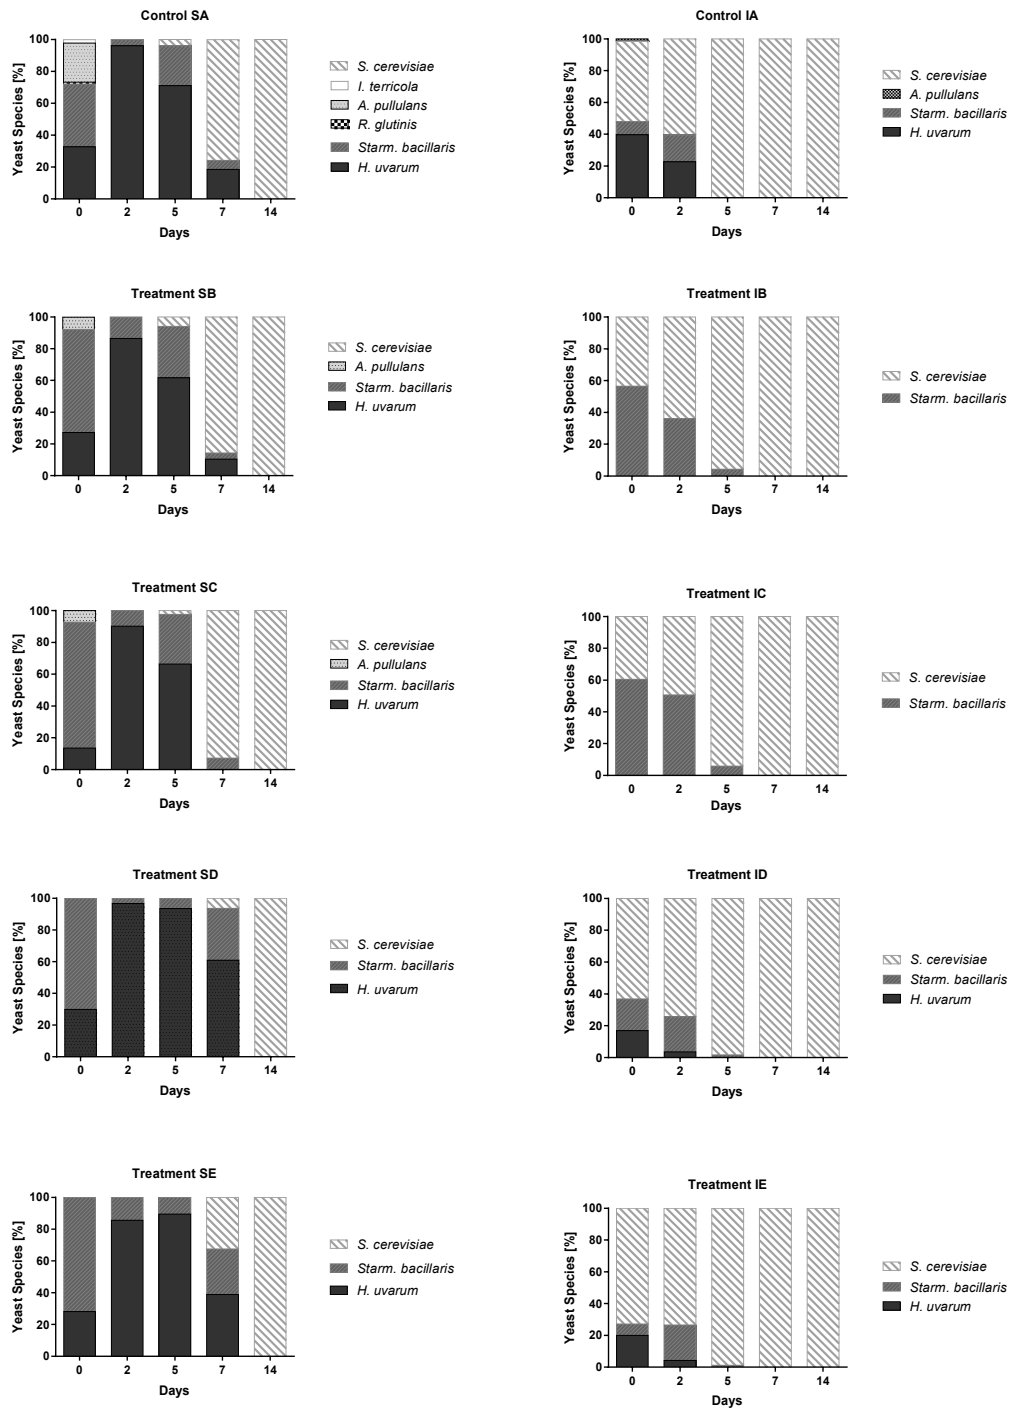 Control SA
Yeast Species [%]
100
80
60
40
20
0
0 2 5 7 14
Days
S. cerevisiae
I. terricola
A. pullulans
R. glutinis
Starm. bacillaris
H. uvarum
Control IA
Yeast Species [%]
100
80
60
40
20
0
0 2 5 7 14
Days
S. cerevisiae
A. pullulans
Starm. bacillaris
H. uvarum
Treatment SB
Yeast Species [%]
100
80
60
40
20
0
0 2 5 7 14
Days
S. cerevisiae
A. pullulans
Starm. bacillaris
H. uvarum
Treatment IB
Yeast Species [%]
100
80
60
40
20
0
0 2 5 7 14
Days
S. cerevisiae
Starm. bacillaris
Treatment SC
Yeast Species [%]
100
80
60
40
20
0
0 2 5 7 14
Days
S. cerevisiae
A. pullulans
Starm. bacillaris
H. uvarum
Treatment IC
Yeast Species [%]
100
80
60
40
20
0
0 2 5 7 14
Days
S. cerevisiae
Starm. bacillaris
Treatment SD
Yeast Species [%]
100
80
60
40
20
0
0 2 5 7 14
Days
S. cerevisiae
Starm. bacillaris
H. uvarum
Treatment ID
Yeast Species [%]
100
80
60
40
20
0
0 2 5 7 14
Days
S. cerevisiae
Starm. bacillaris
H. uvarum
Treatment SE
Yeast Species [%]
100
80
60
40
20
0
0 2 5 7 14
Days
S. cerevisiae
Starm. bacillaris
H. uvarum
Treatment IE
Yeast Species [%]
100
80
60
40
20
0
0 2 5 7 14
Days
S. cerevisiae
Starm. bacillaris
H. uvarum